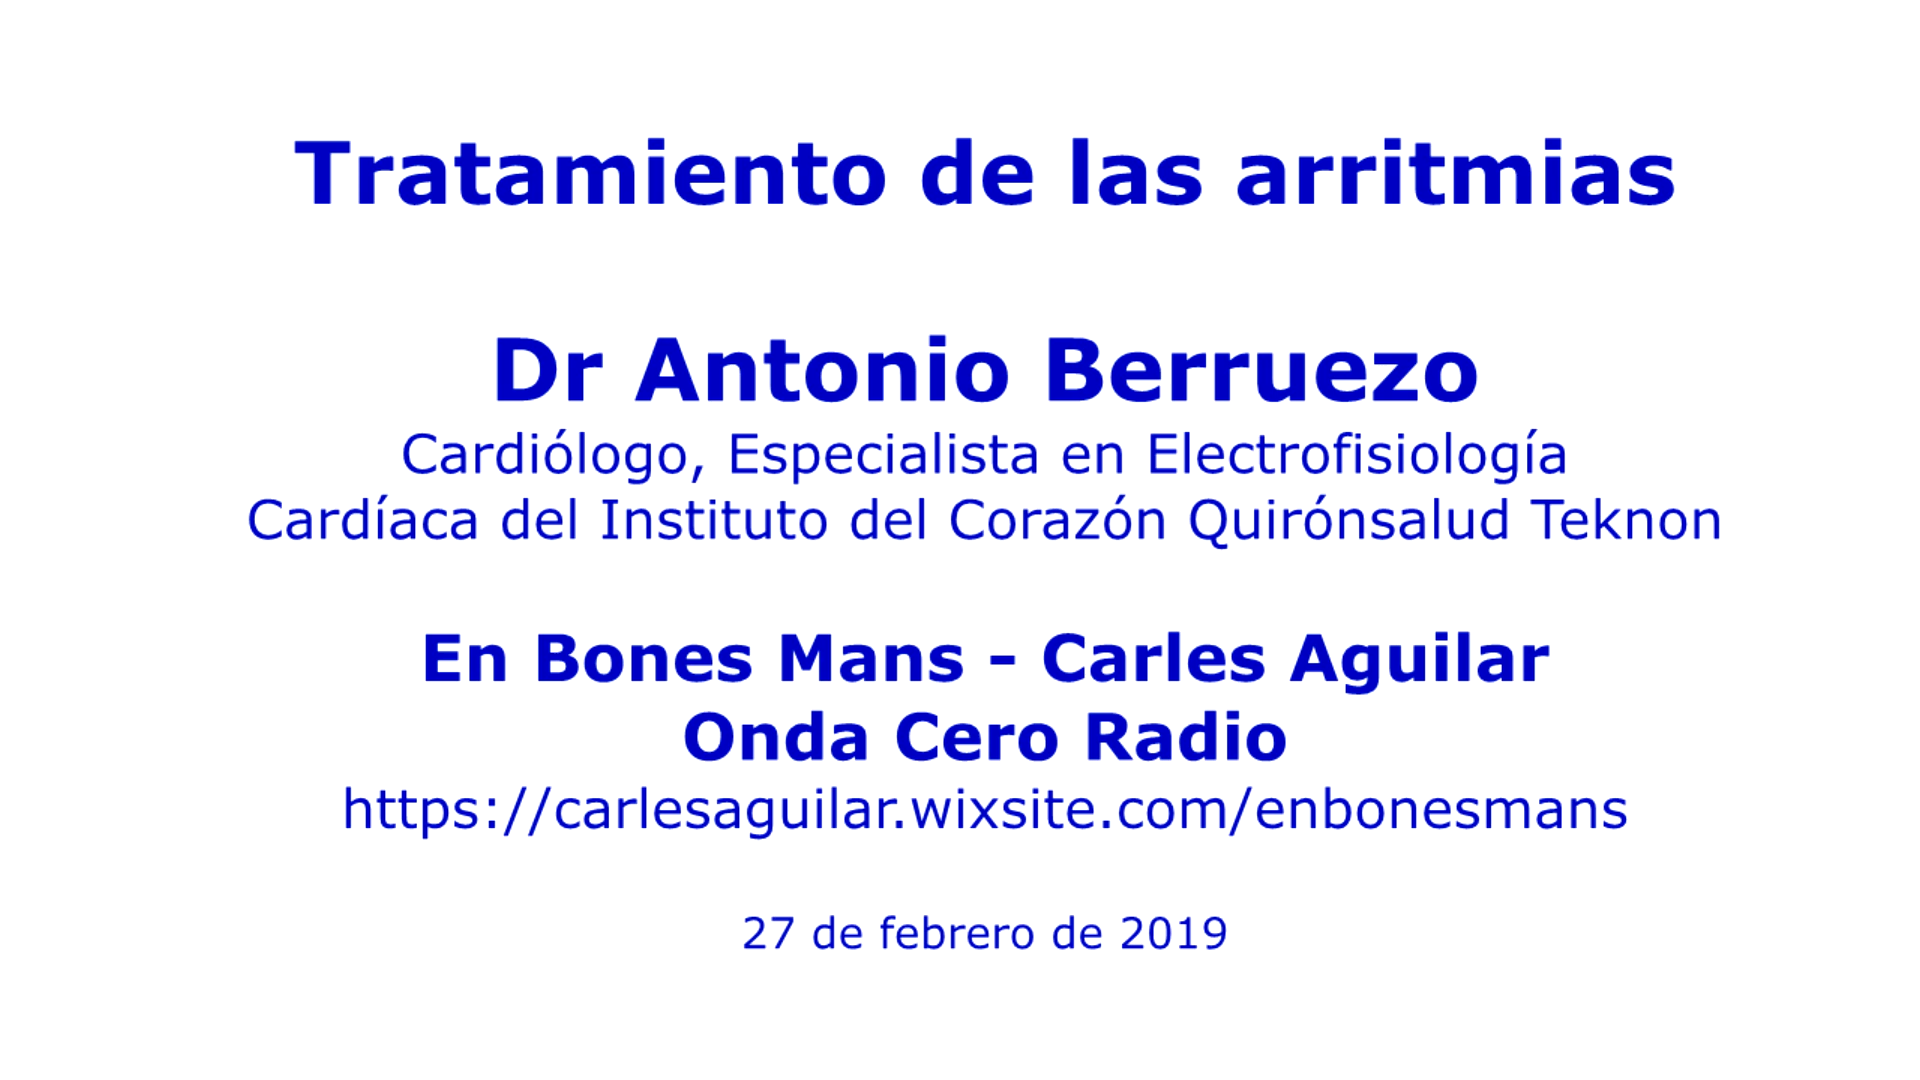 Tratamiento de las arritmias
Dr Antonio Berruezo
Cardiólogo, Especialista en Electrofisiología
Cardíaca del Instituto del Corazón Quirónsalud Teknon
En Bones Mans - Carles Aguilar
Onda Cero Radio
https://carlesaguilar.wixsite.com/enbonesmans
27 de febrero de 2019